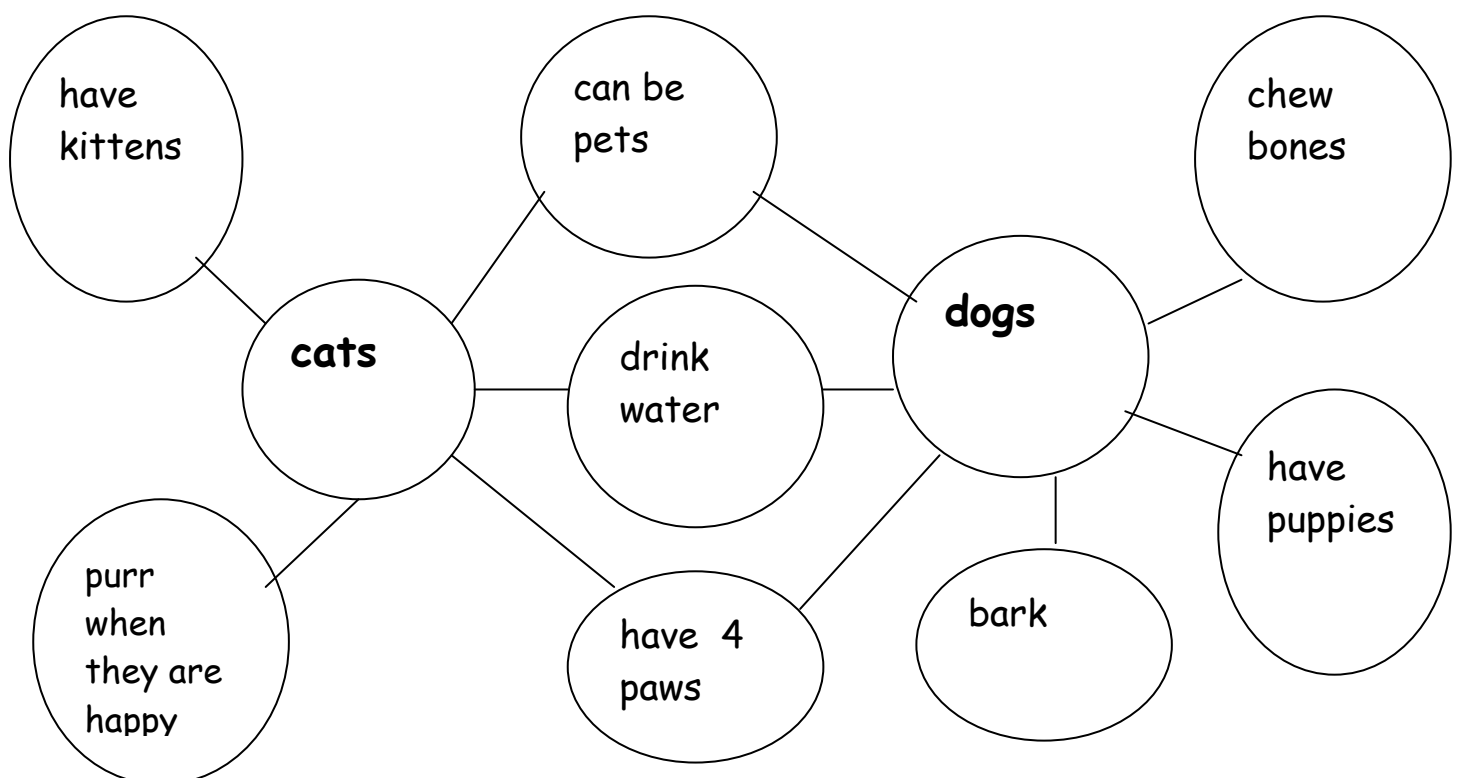 have
kittens
can be
pets
chew
bones
cats
drink
water
dogs
have
puppies
purr
when
they are
happy
have  4
paws
bark